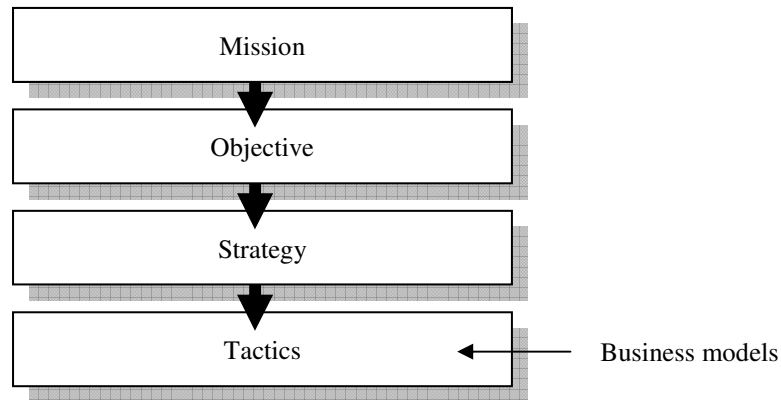 Mission
Objective
Strategy
Tactics
Business models